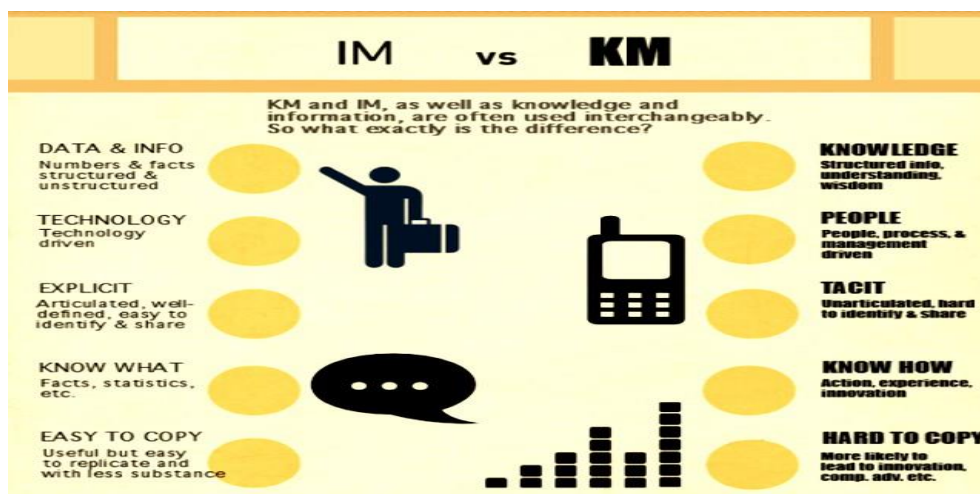 IM vs KM
KM and IM, as well as knowledge and
information, are often used interchangeably.
So what exactly is the difference?
DATA & INFO
Numbers & facts
structured &
unstructured
TECHNOLOGY
Technology
driven
EXPLICIT
Articulated, well-
defined, easy to
identify & share
KNOW WHAT
Facts, statistics,
etc.
EASY TO COPY
Useful but easy
to replicate and
with less substance
KNOWLEDGE
Structured info,
understanding,
wisdom
PEOPLE
People, process, &
management
driven
TACIT
Unarticulated, hard
to identify & share
KNOW HOW
Action, experience,
innovation
HARD TO COPY
More likely to
lead to innovation,
comp. adv. etc.